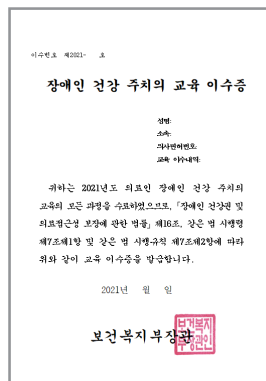 이수번호 제2021- 호
장애인 건강 주치의 교육 이수증
성명:
소속:
의사면허번호:
교육 이수내역:
귀하는 2021년도 의료인 장애인 건강 주치의
교육의 모든 과정을 수료하였으므로, 「장애인 건강권 및
의료접근성 보장에 관한 법률」 제16조, 같은 법 시행령
제7조제1항 및 같은 법 시행규칙 제7조제2항에 따라
위와 같이 교육 이수증을 발급합니다.
2021년 월 일
보건복지부장관
보건복지
부장관인